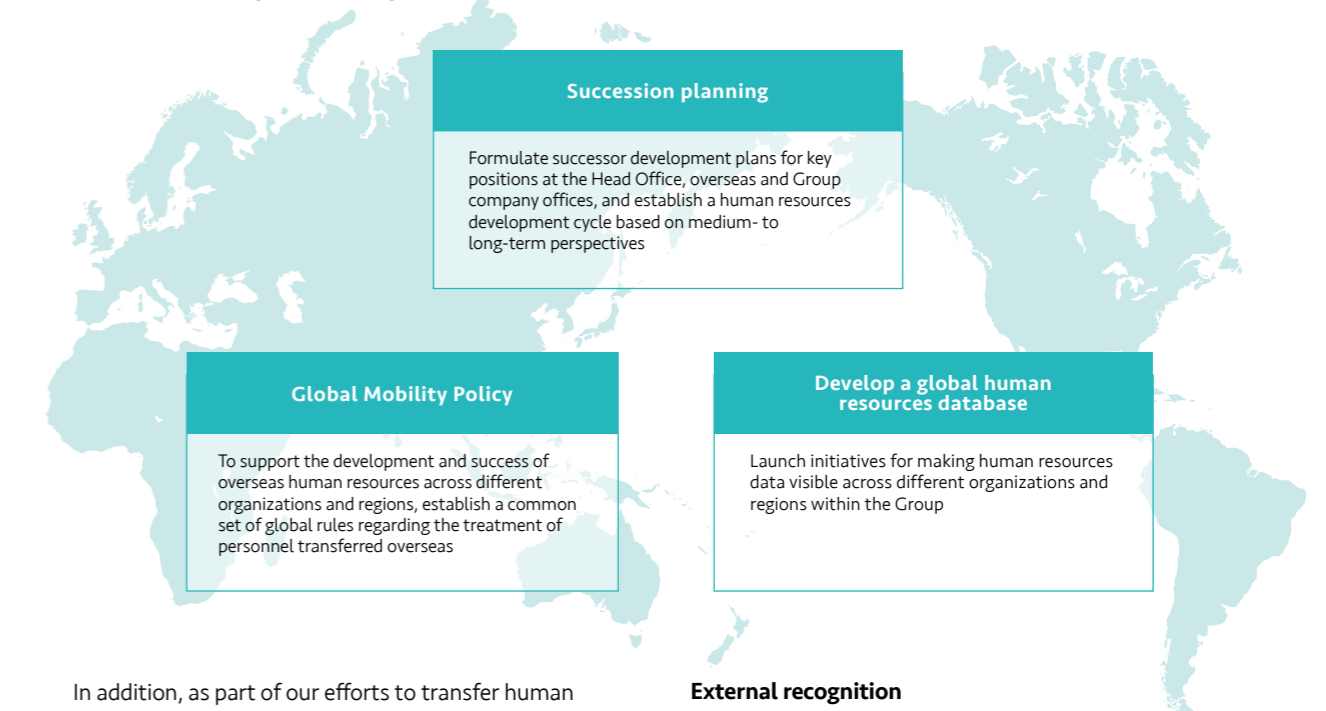 Succession planning
Formulate successor development plans for key
positions at the Head Office, overseas and Group
company offices, and establish a human resources
development cycle based on medium- to
long-term perspectives
Global Mobility Policy
To support the development and success of
overseas human resources across different
organizations and regions, establish a common
set of global rules regarding the treatment of
personnel transferred overseas
Develop a global human
resources database
Launch initiatives for making human resources
data visible across different organizations and
regions within the Group
In addition, as part of our efforts to transfer human
External recognition